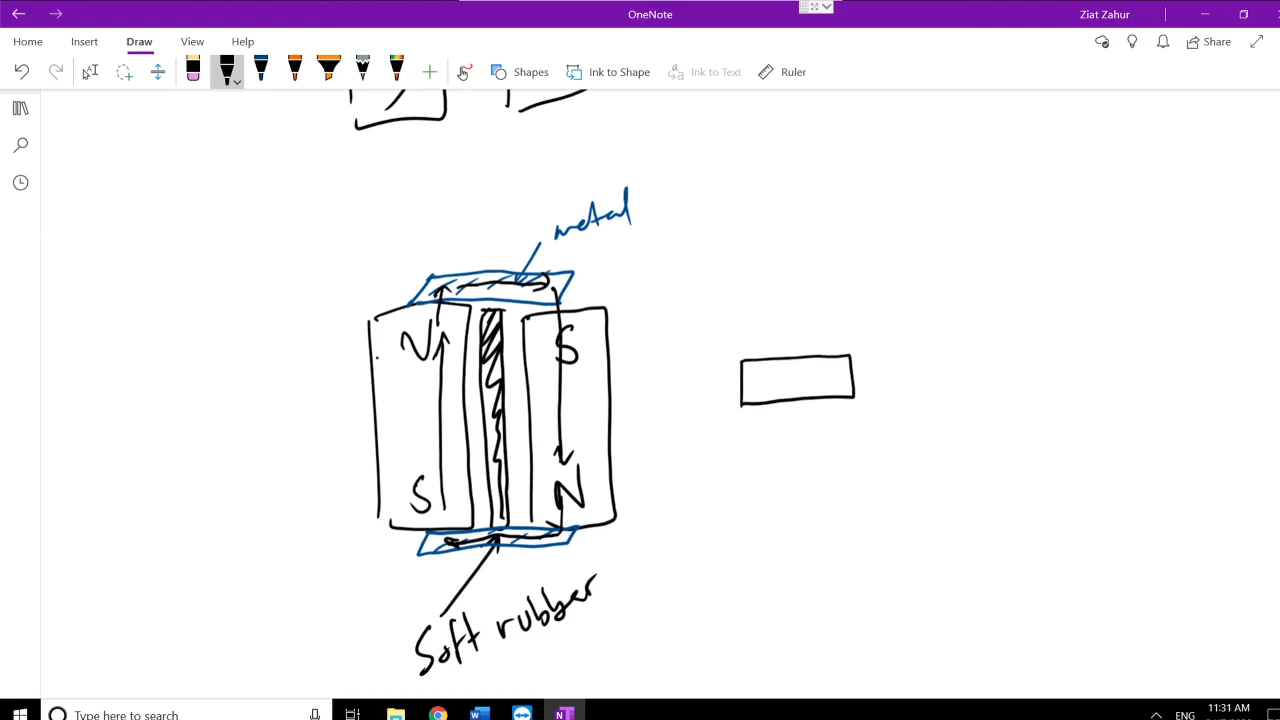 OneNote
Ziat Zahur
Home Insert Draw View Help
Share
Shapes Ink to Shape Ink to Text Ruler
metal
N S
S N
Soft rubber
Type here to search
ENG
11:31 AM